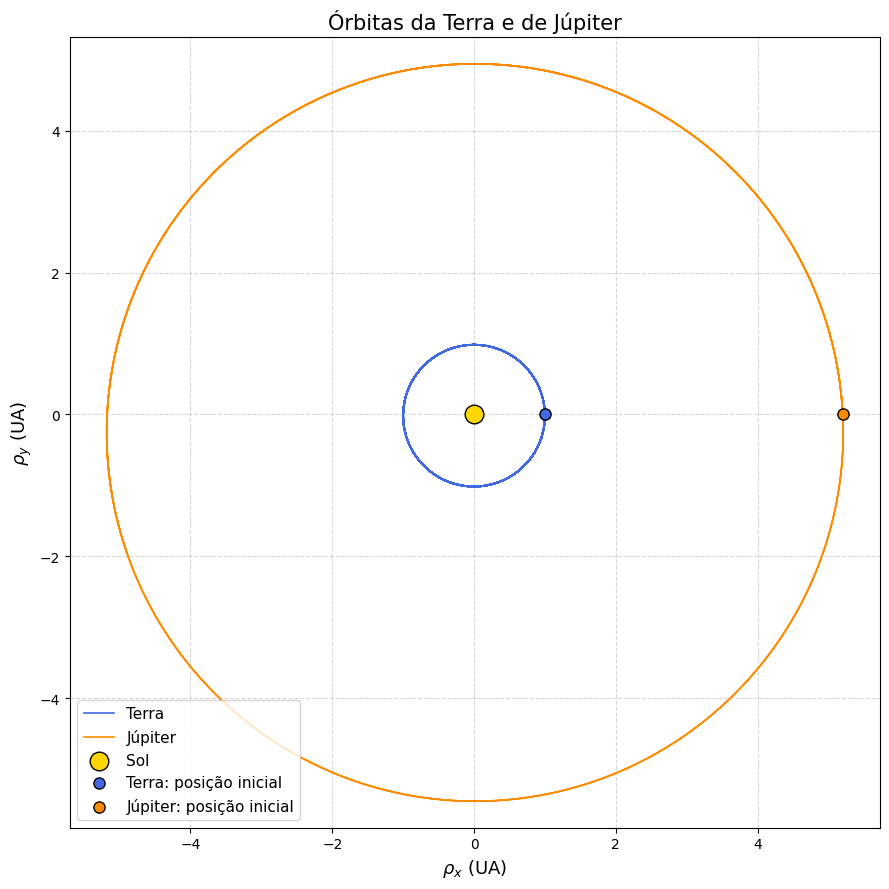 Órbitas da Terra e de Júpiter
4
2
0
−2
−4
ρy (UA)
Terra
Júpiter
Sol
Terra: posição inicial
Júpiter: posição inicial
−4
−2
0
2
4
ρx (UA)